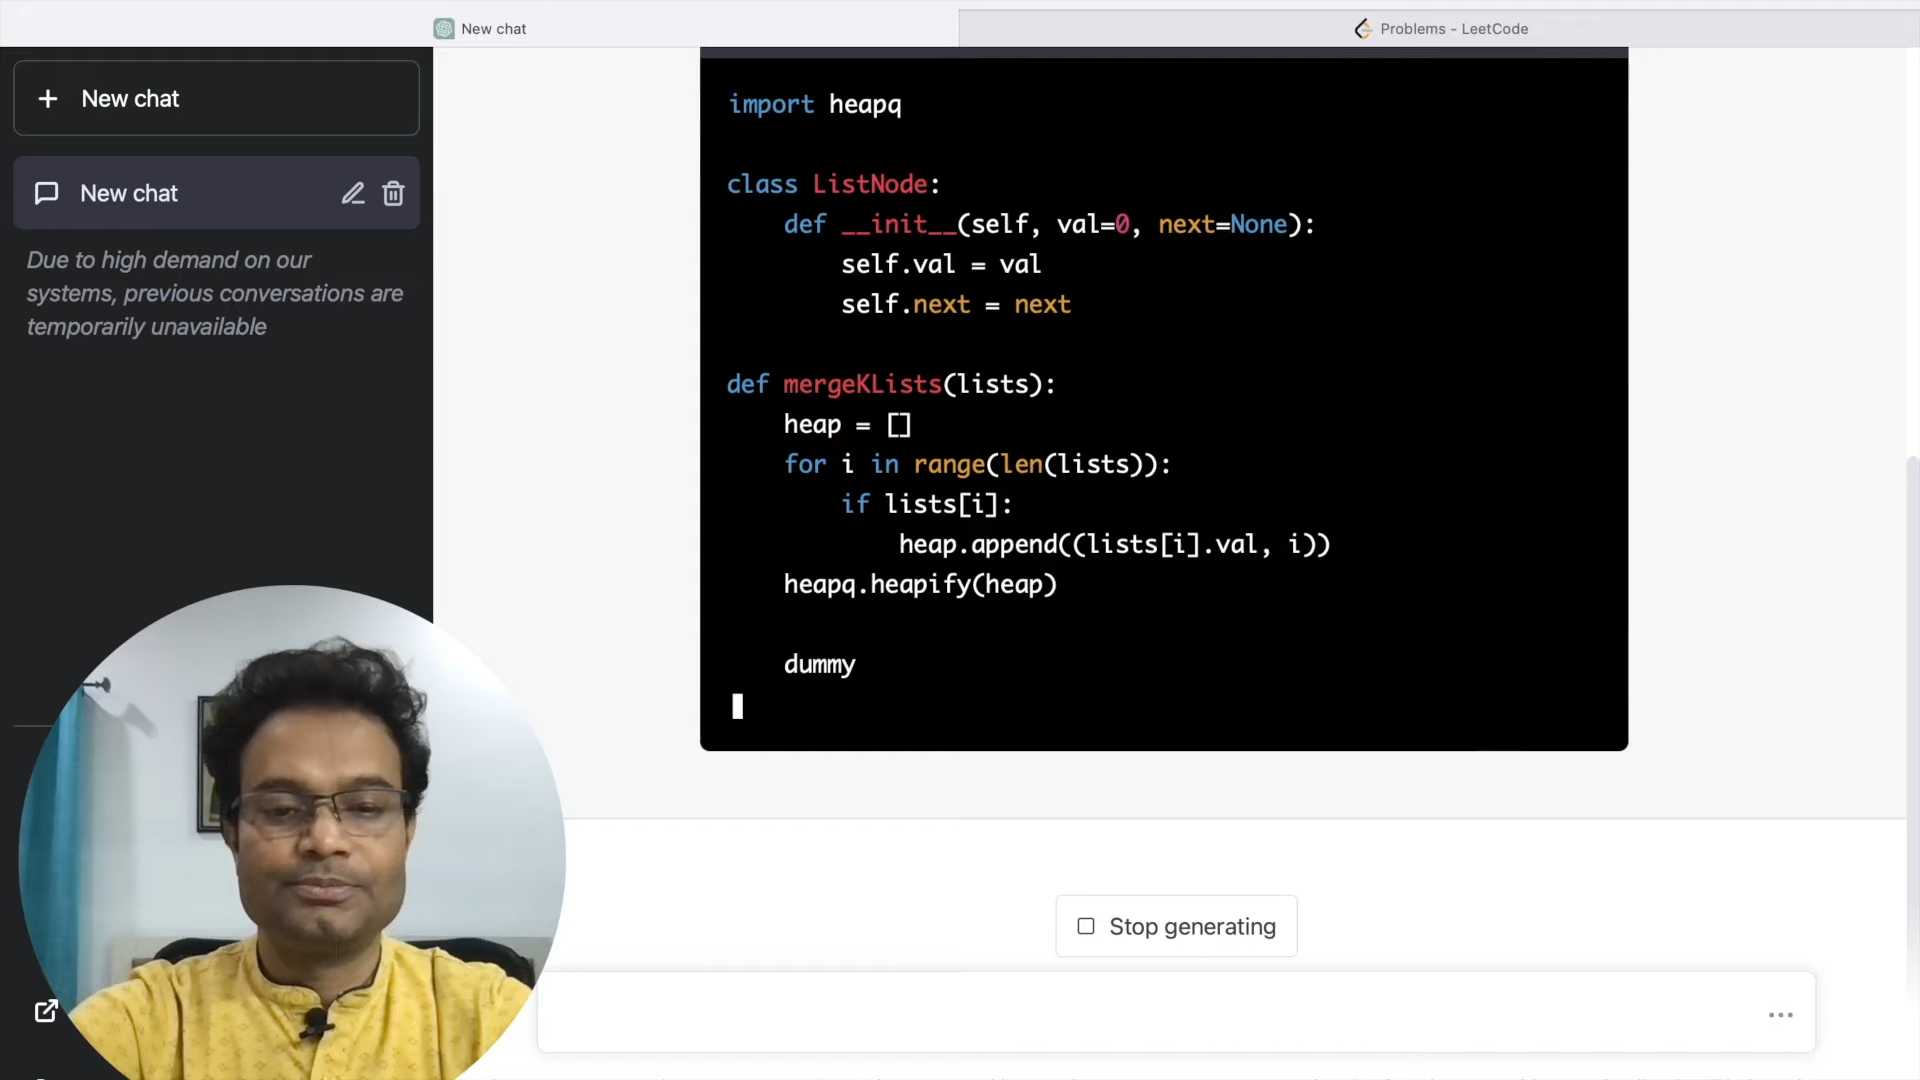 New chat
Problems - LeetCode
New chat
New chat
Due to high demand on our
systems, previous conversations are
temporarily unavailable
import heapq
class ListNode:
    def __init__(self, val=0, next=None):
        self.val = val
        self.next = next
def mergeKLists(lists):
    heap = []
    for i in range(len(lists)):
        if lists[i]:
            heap.append((lists[i].val, i))
    heapq.heapify(heap)
    dummy
Stop generating